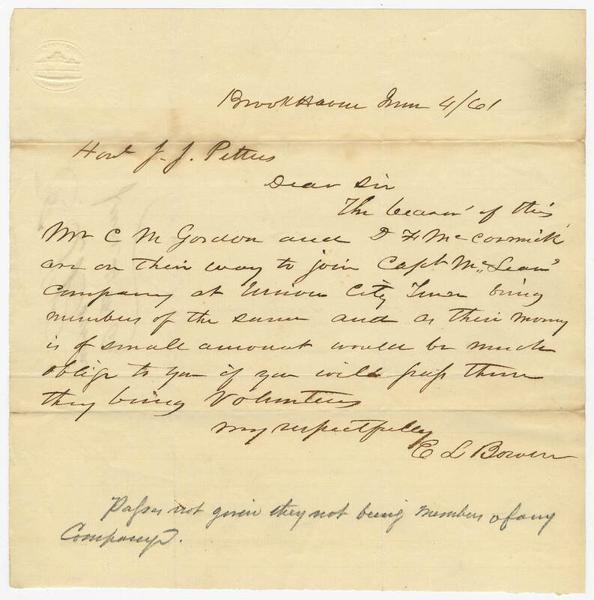 Brookhaven June 4/61
Honl J. J. Pettus
Dear Sir
The bearer of this
Mr C M Gordon and D F McCormick
are on their way to join Capt McLean's
company at Union City Tenn being
members of the same and as their money
is of small amount would be much
oblige to you if you will pass them
they being Volunteers
very respectfully
E L Bowen
Passes not given they not being members of any
Company.